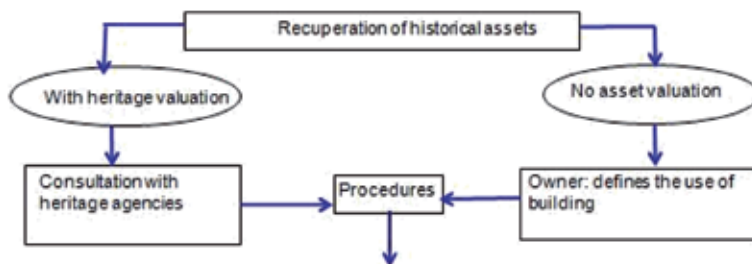 Recuperation of historical assets
With heritage valuation
No asset valuation
Consultation with
heritage agencies
Procedures
Owner: defines the use of
building